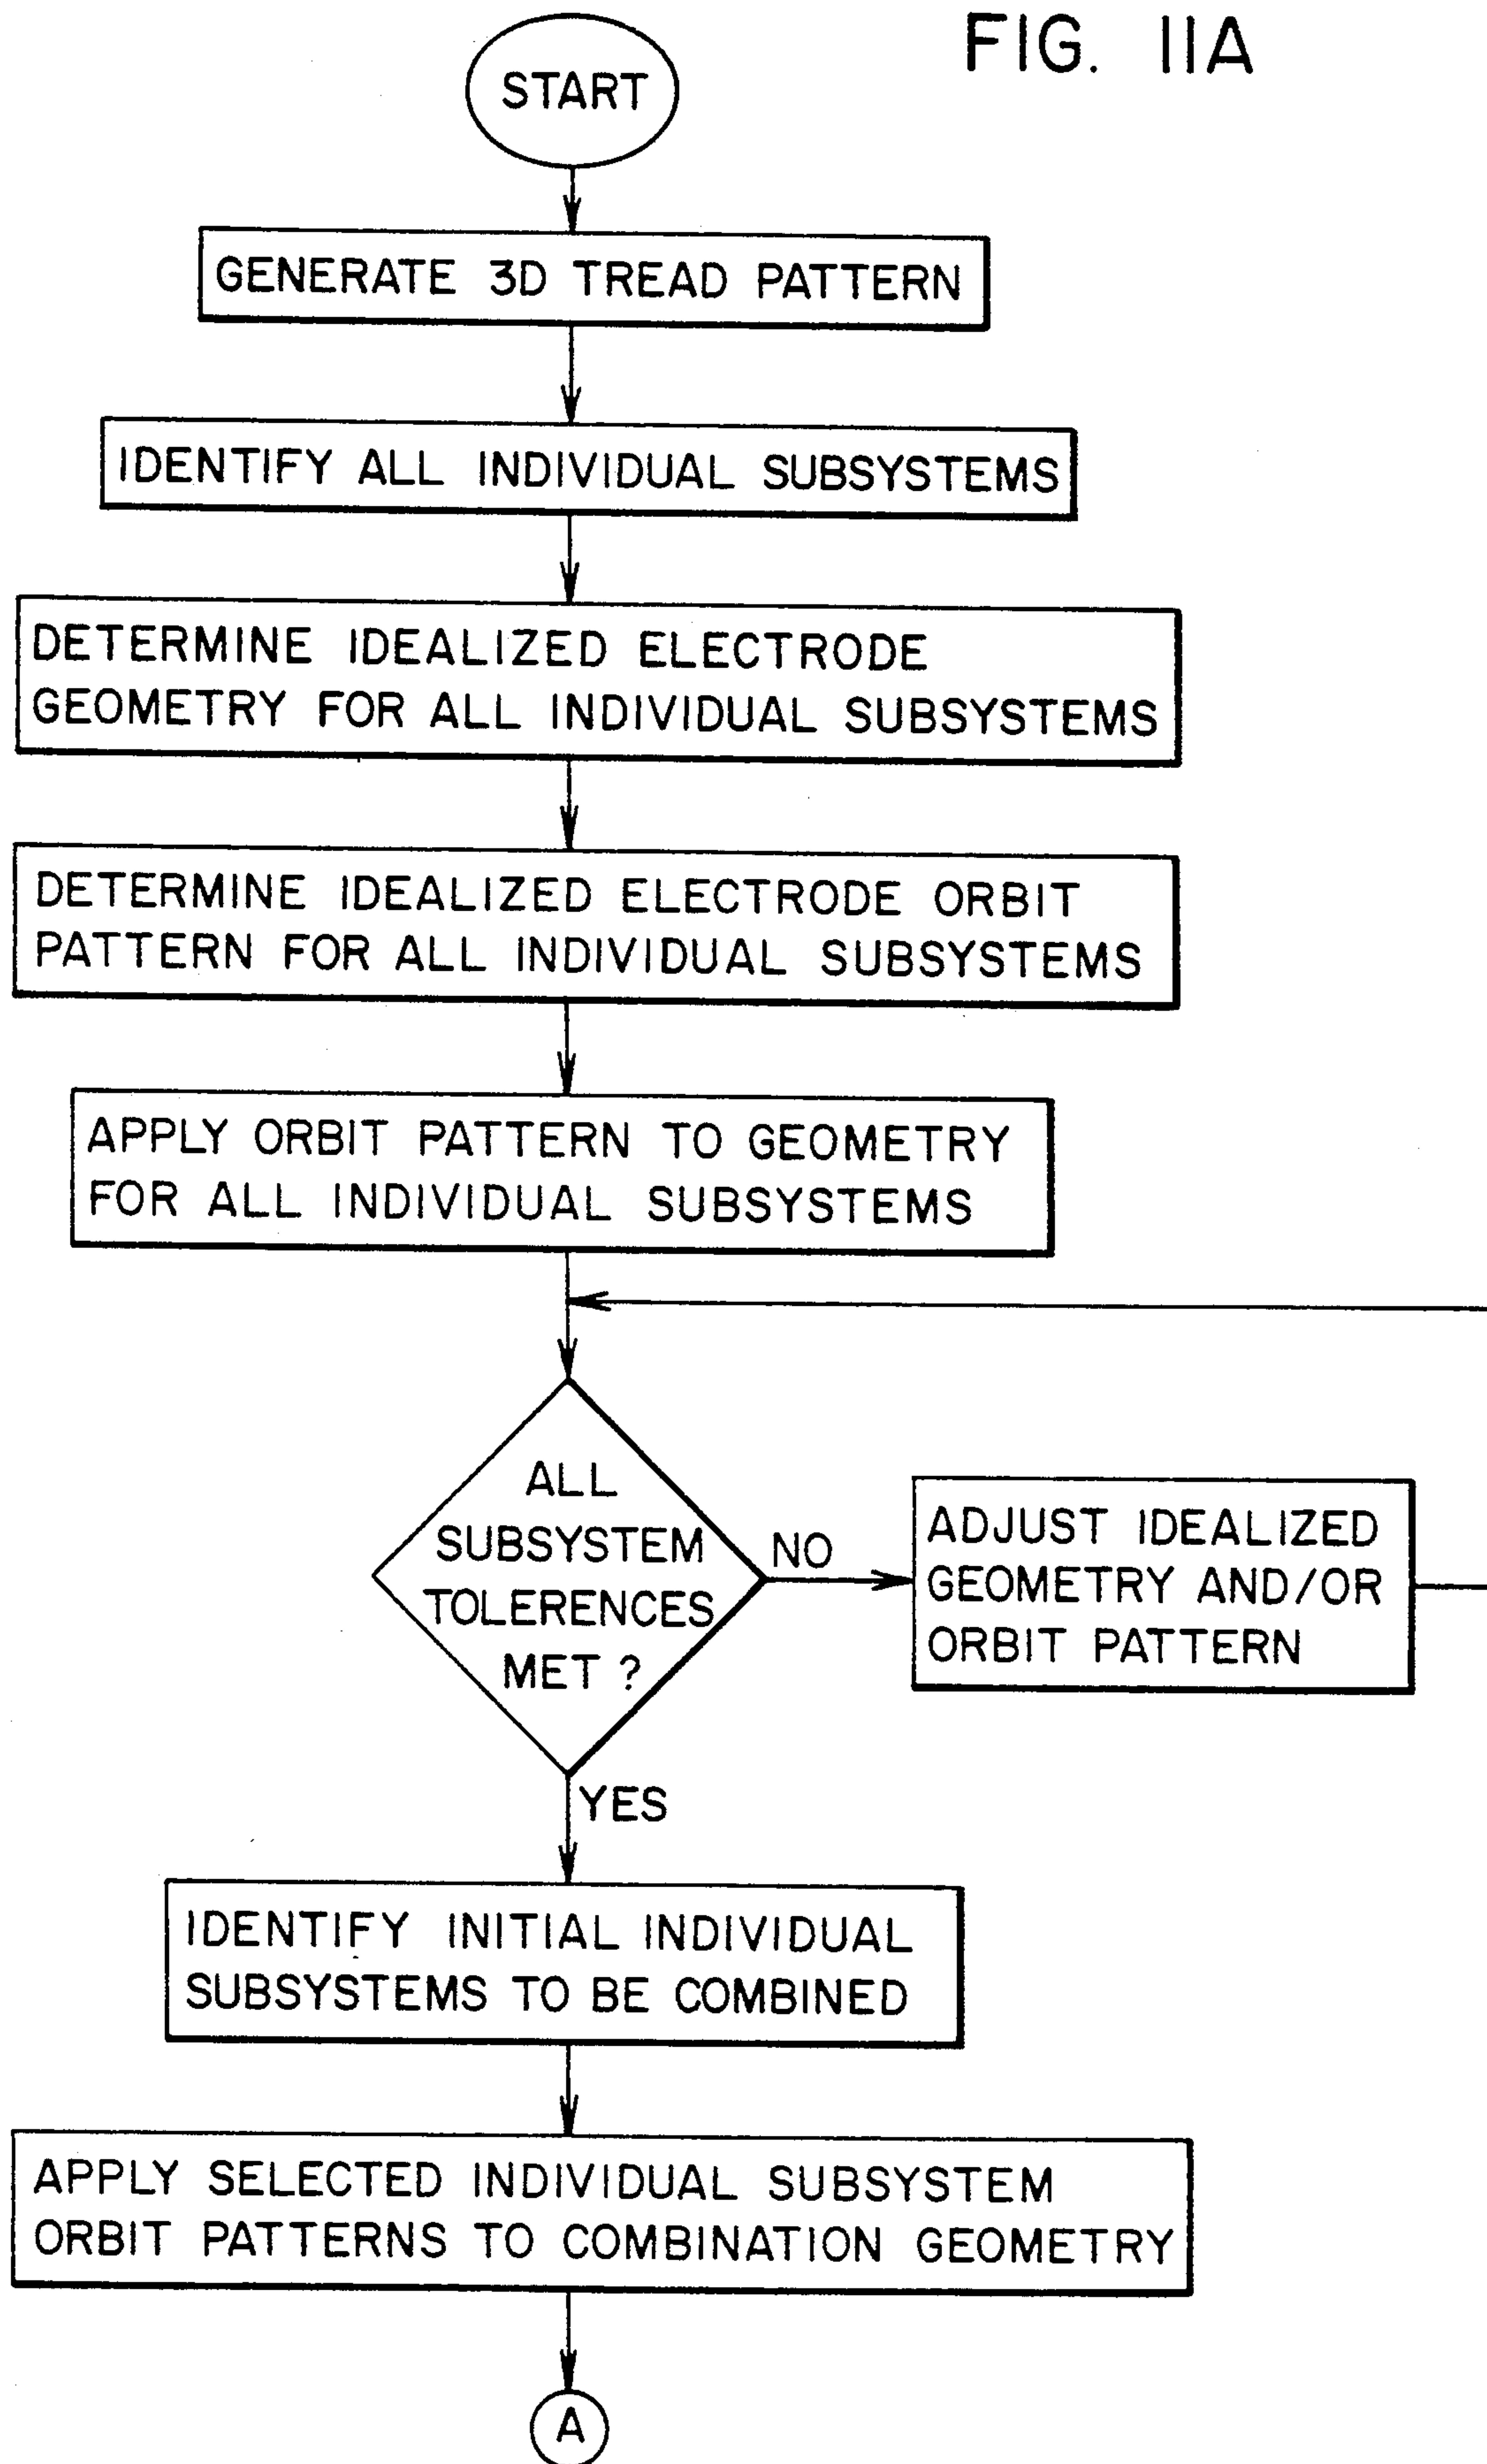 FIG. 11A
START
GENERATE 3D TREAD PATTERN
IDENTIFY ALL INDIVIDUAL SUBSYSTEMS
DETERMINE IDEALIZED ELECTRODE
GEOMETRY FOR ALL INDIVIDUAL SUBSYSTEMS
DETERMINE IDEALIZED ELECTRODE ORBIT
PATTERN FOR ALL INDIVIDUAL SUBSYSTEMS
APPLY ORBIT PATTERN TO GEOMETRY
FOR ALL INDIVIDUAL SUBSYSTEMS
ALL
SUBSYSTEM
TOLERENCES
MET ?
NO
ADJUST IDEALIZED
GEOMETRY AND/OR
ORBIT PATTERN
YES
IDENTIFY INITIAL INDIVIDUAL
SUBSYSTEMS TO BE COMBINED
APPLY SELECTED INDIVIDUAL SUBSYSTEM
ORBIT PATTERNS TO COMBINATION GEOMETRY
A